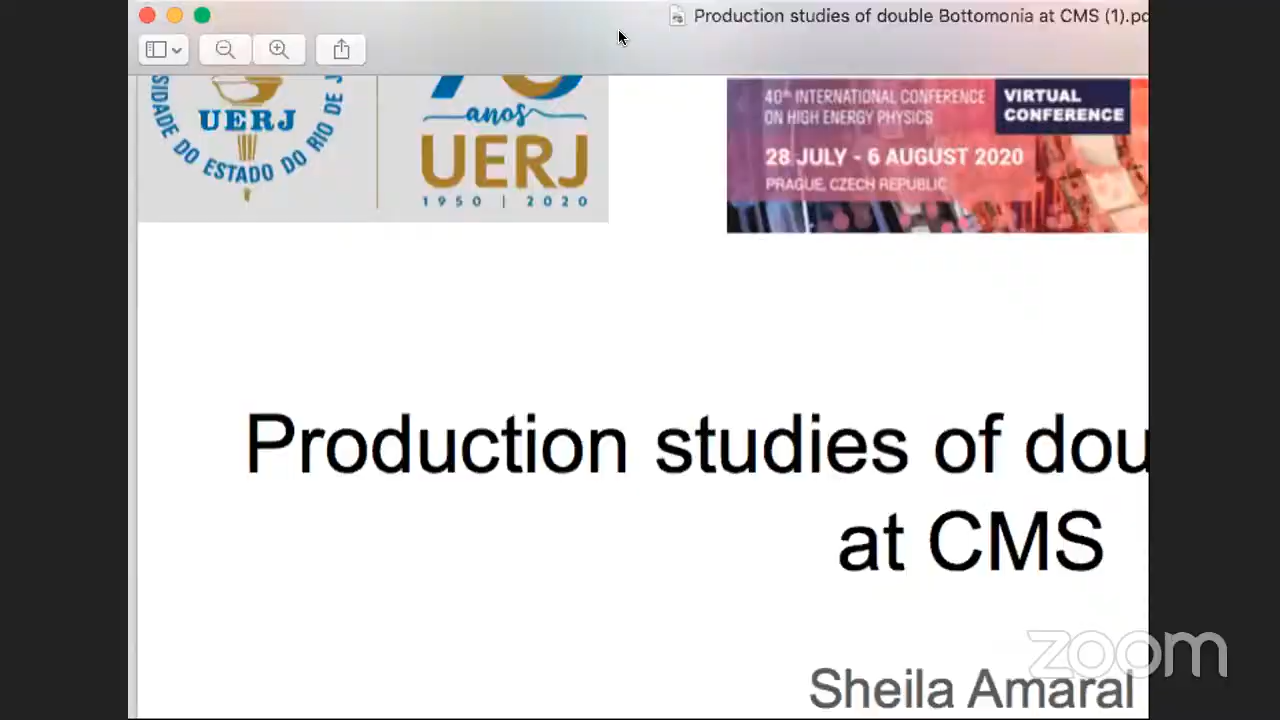 Production studies of double Bottomonia at CMS (1).pd
SIDADE DO ESTADO DO RIO DE J
UERJ
70
anos
UERJ
1950 | 2020
40th INTERNATIONAL CONFERENCE
ON HIGH ENERGY PHYSICS
VIRTUAL
CONFERENCE
28 JULY - 6 AUGUST 2020
PRAGUE, CZECH REPUBLIC
Production studies of dou
at CMS
Sheila Amaral
zoom